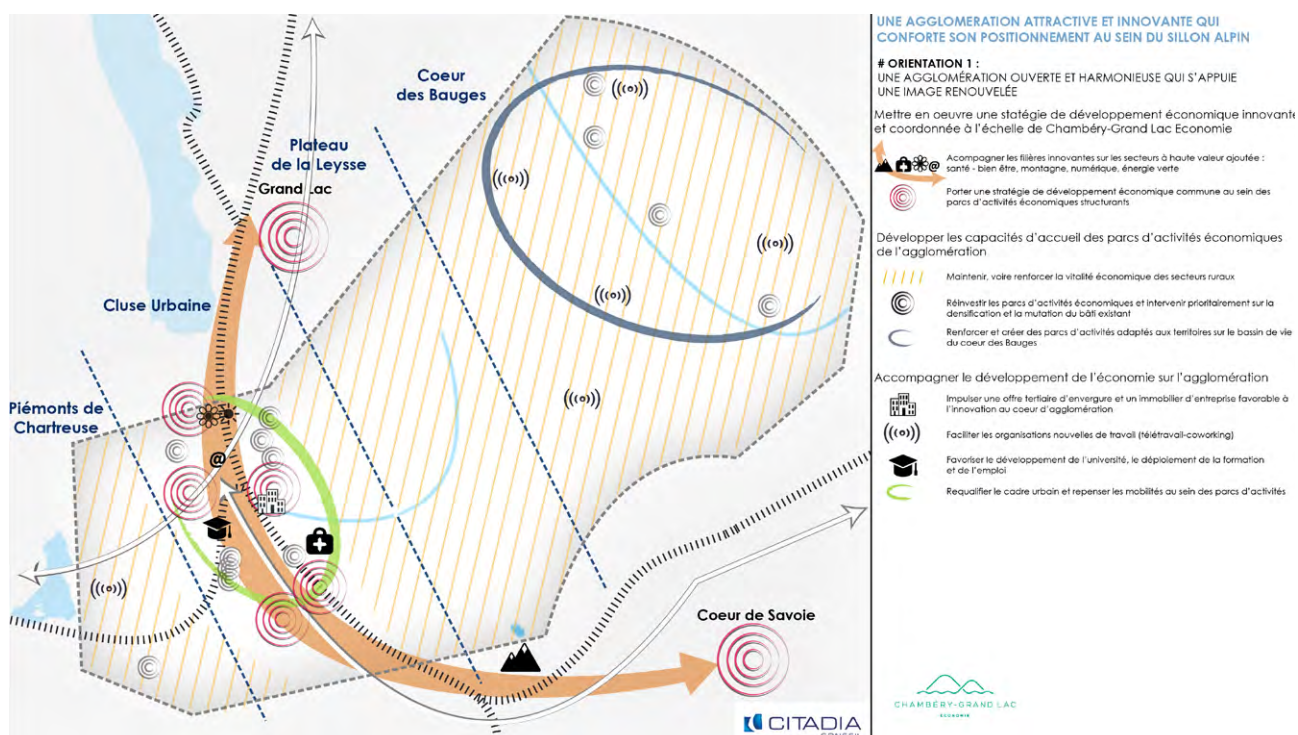 Coeur
des Bauges
Plateau
de la Leysse
Grand Lac
Cluse Urbaine
Piémonts de
Chartreuse
@
Coeur de Savoie
CITADIA
CONSEIL
UNE AGGLOMERATION ATTRACTIVE ET INNOVANTE QUI
CONFORTE SON POSITIONNEMENT AU SEIN DU SILLON ALPIN
# ORIENTATION 1 :
UNE AGGLOMÉRATION OUVERTE ET HARMONIEUSE QUI S'APPUIE
UNE IMAGE RENOUVELÉE
Mettre en oeuvre une statégie de développement économique innovante
et coordonnée à l'échelle de Chambéry-Grand Lac Economie
@
Acompagner les filières innovantes sur les secteurs à haute valeur ajoutée :
santé - bien être, montagne, numérique, énergie verte
Porter une stratégie de développement économique commune au sein des
parcs d'activités économiques structurants
Développer les capacités d'accueil des parcs d'activités économiques
de l'agglomération
Maintenir, voire renforcer la vitalité économique des secteurs ruraux
Réinvestir les parcs d'activités économiques et intervenir prioritairement sur la
densification et la mutation du bâti existant
Renforcer et créer des parcs d'activités adaptés aux territoires sur le bassin de vie
du coeur des Bauges
Accompagner le développement de l'économie sur l'agglomération
Impulser une offre tertiaire d'envergure et un immobilier d'entreprise favorable à
l'innovation au coeur d'agglomération
Faciliter les organisations nouvelles de travail (télétravail-coworking)
Favoriser le développement de l'université, le déploiement de la formation
et de l'emploi
Requalifier le cadre urbain et repenser les mobilités au sein des parcs d'activités
CHAMBÉRY-GRAND LAC
ECONOMIE